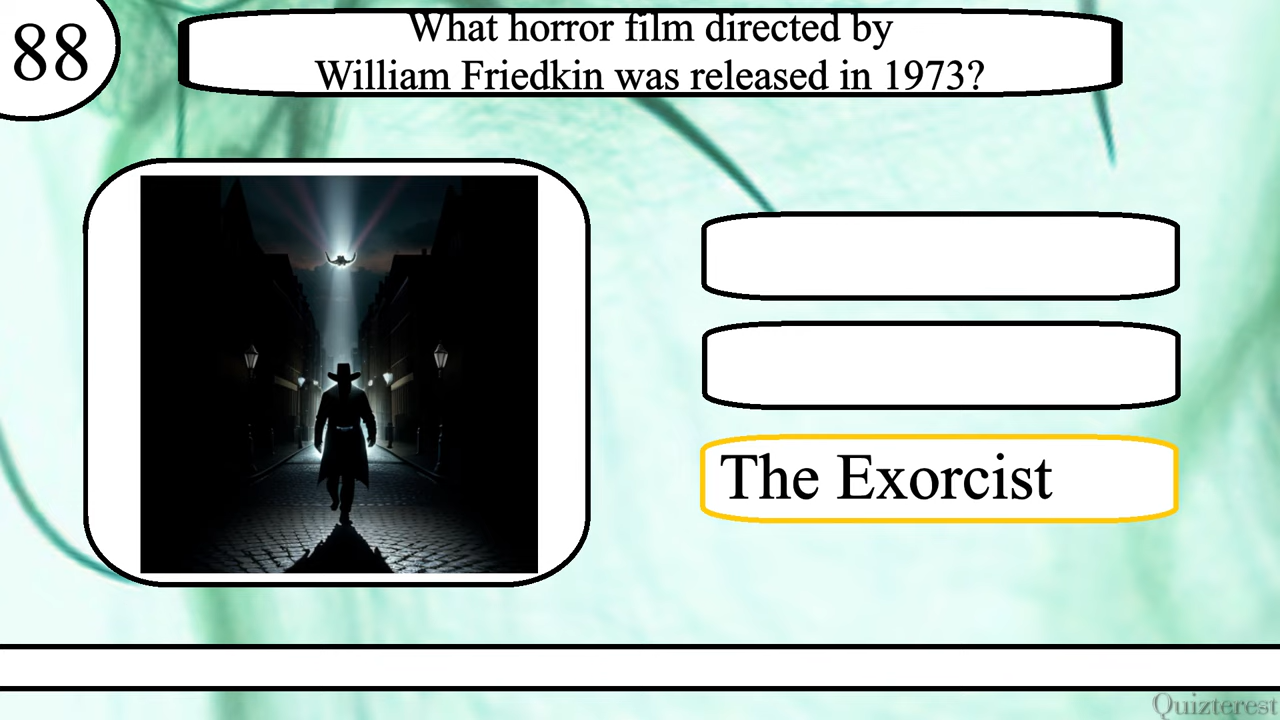 88
What horror film directed by
William Friedkin was released in 1973?
The Exorcist
Quizterest